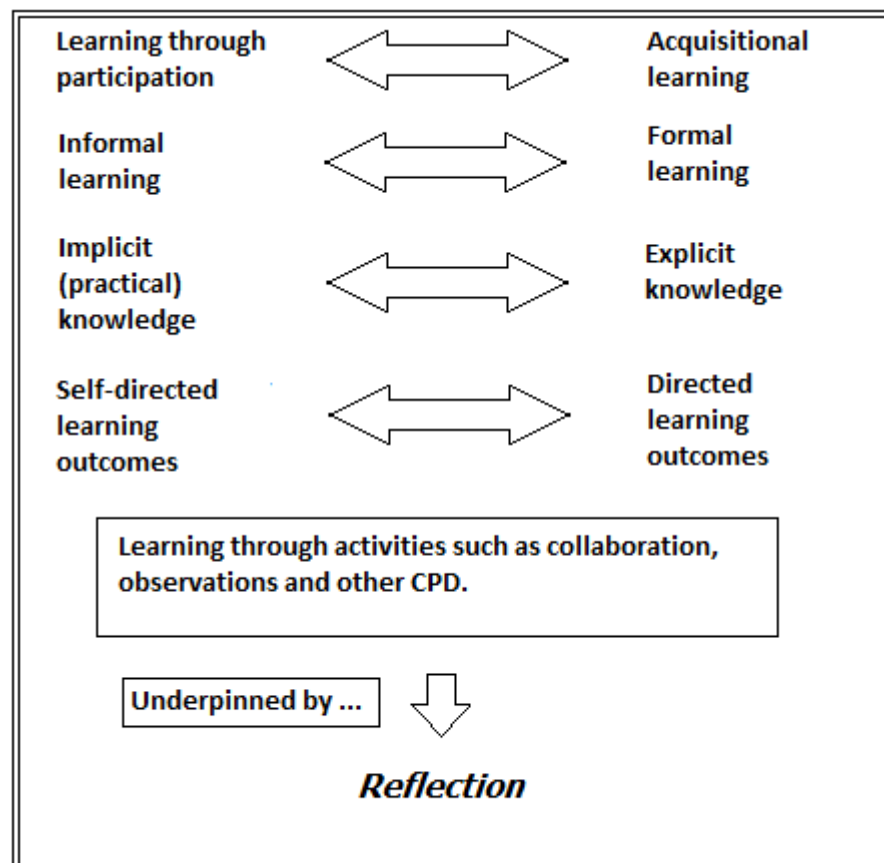 Learning through
participation
Acquisitional
learning
Informal
learning
Formal
learning
Implicit
(practical)
knowledge
Explicit
knowledge
Self-directed
learning
outcomes
Directed
learning
outcomes
Learning through activities such as collaboration,
observations and other CPD.
Underpinned by ...
Reflection